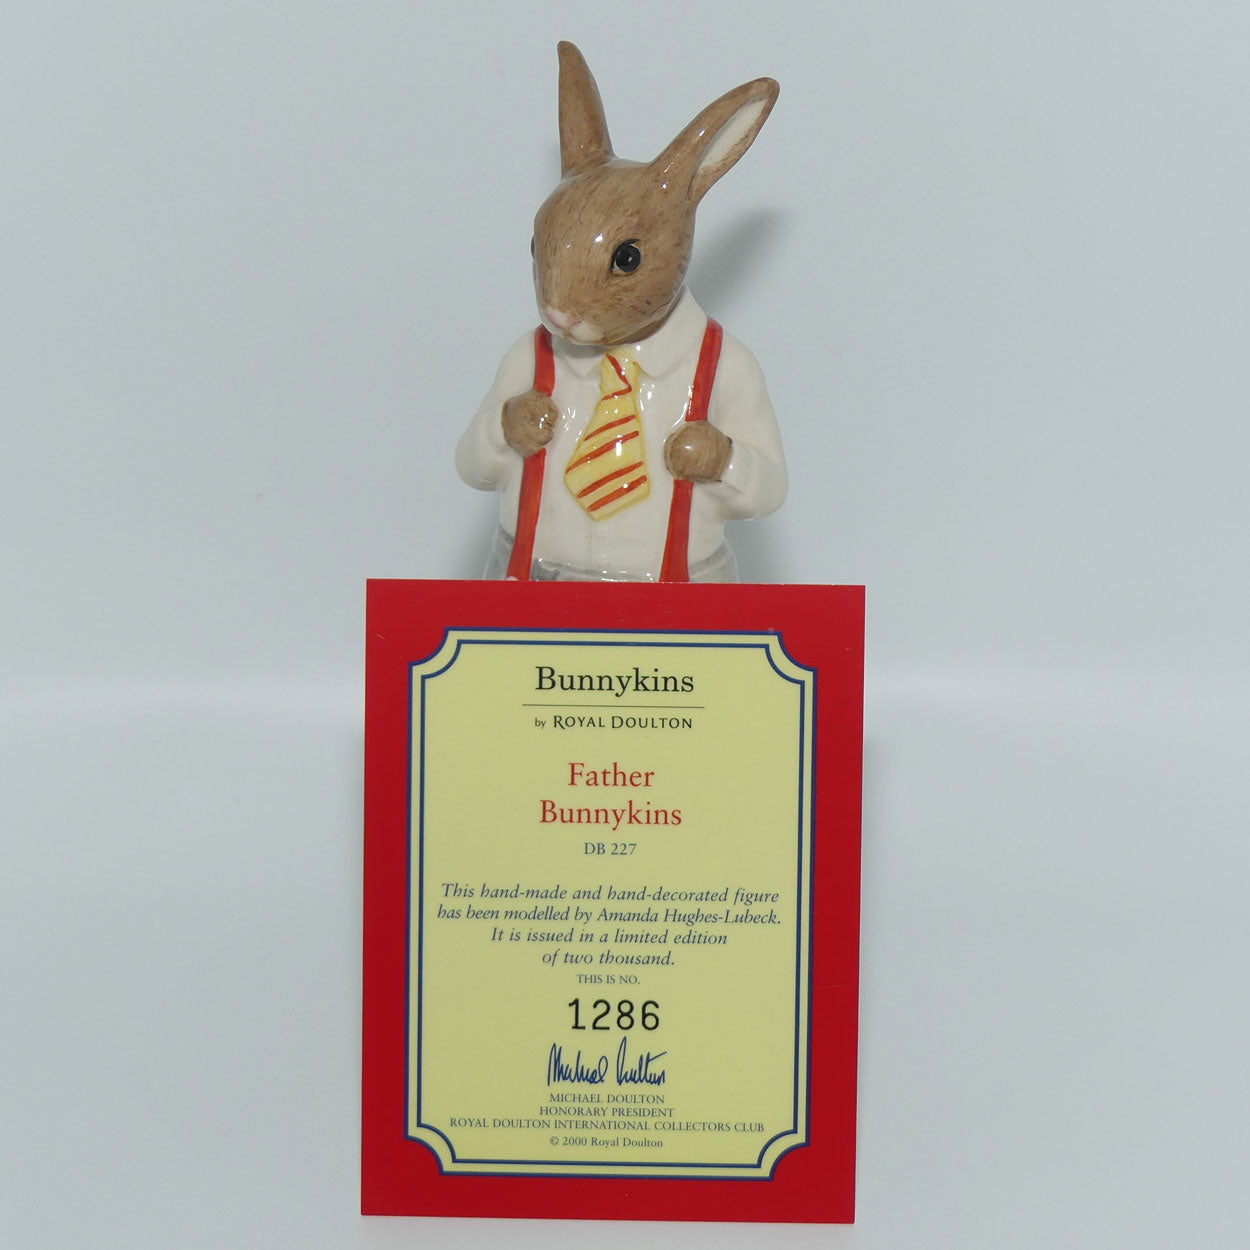 Bunnykins
by ROYAL DOULTON
Father
Bunnykins
DB 227
This hand-made and hand-decorated figure
has been modelled by Amanda Hughes-Lubeck.
It is issued in a limited edition
of two thousand.
THIS IS NO.
1286
Michael Doulton
MICHAEL DOULTON
HONORARY PRESIDENT
ROYAL DOULTON INTERNATIONAL COLLECTORS CLUB
© 2000 Royal Doulton